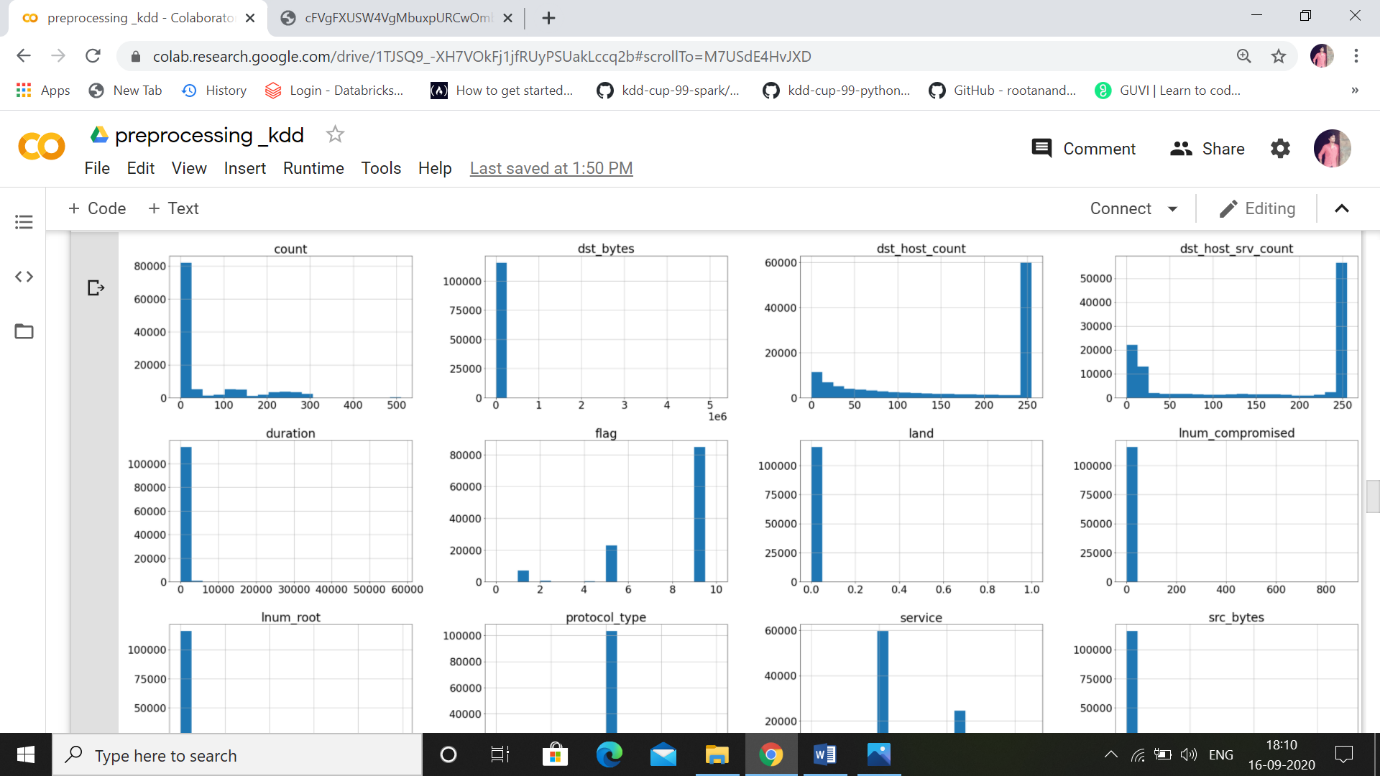 preprocessing _kdd - Colaborato
cFVgFXUSW4VgMbuxpURCwOm
colab.research.google.com/drive/1TJSQ9_-XH7VOkFj1jfRUyPSUakLccq2b#scrollTo=M7USdE4HvJXD
Apps New Tab History Login - Databricks... How to get started... kdd-cup-99-spark/... kdd-cup-99-python... GitHub - rootanand... GUVI | Learn to cod... »
preprocessing _kdd
Comment Share
File Edit View Insert Runtime Tools Help Last saved at 1:50 PM
+ Code + Text Connect Editing
count
80000
60000
40000
20000
0
0 100 200 300 400 500
dst_bytes
100000
75000
50000
25000
0
0 1 2 3 4 5
1e6
dst_host_count
60000
40000
20000
0
0 50 100 150 200 250
dst_host_srv_count
50000
40000
30000
20000
10000
0
0 50 100 150 200 250
duration
100000
80000
60000
40000
20000
0
0 10000 20000 30000 40000 50000 60000
flag
80000
60000
40000
20000
0
0 2 4 6 8 10
land
100000
75000
50000
25000
0
0.0 0.2 0.4 0.6 0.8 1.0
lnum_compromised
100000
75000
50000
25000
0
0 200 400 600 800
lnum_root
100000
75000
50000
protocol_type
100000
80000
60000
40000
service
60000
40000
20000
src_bytes
100000
75000
50000
Type here to search
ENG
18:10
16-09-2020